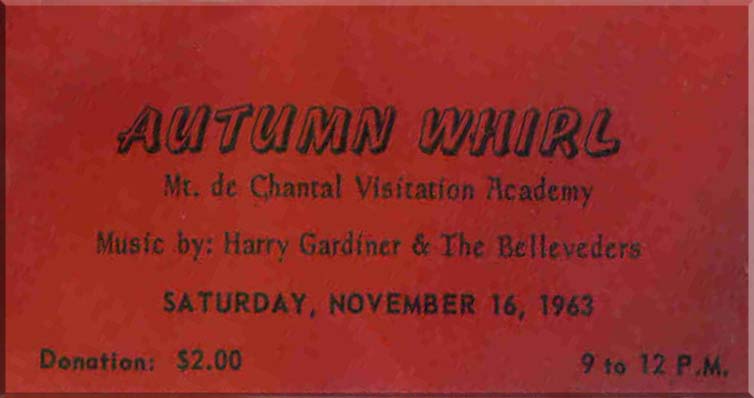 AUTUMN WHIRL
Mt. de Chantal Visitation Academy
Music by: Harry Gardiner & The Belleveders
SATURDAY, NOVEMBER 16, 1963
Donation: $2.00 9 to 12 P.M.